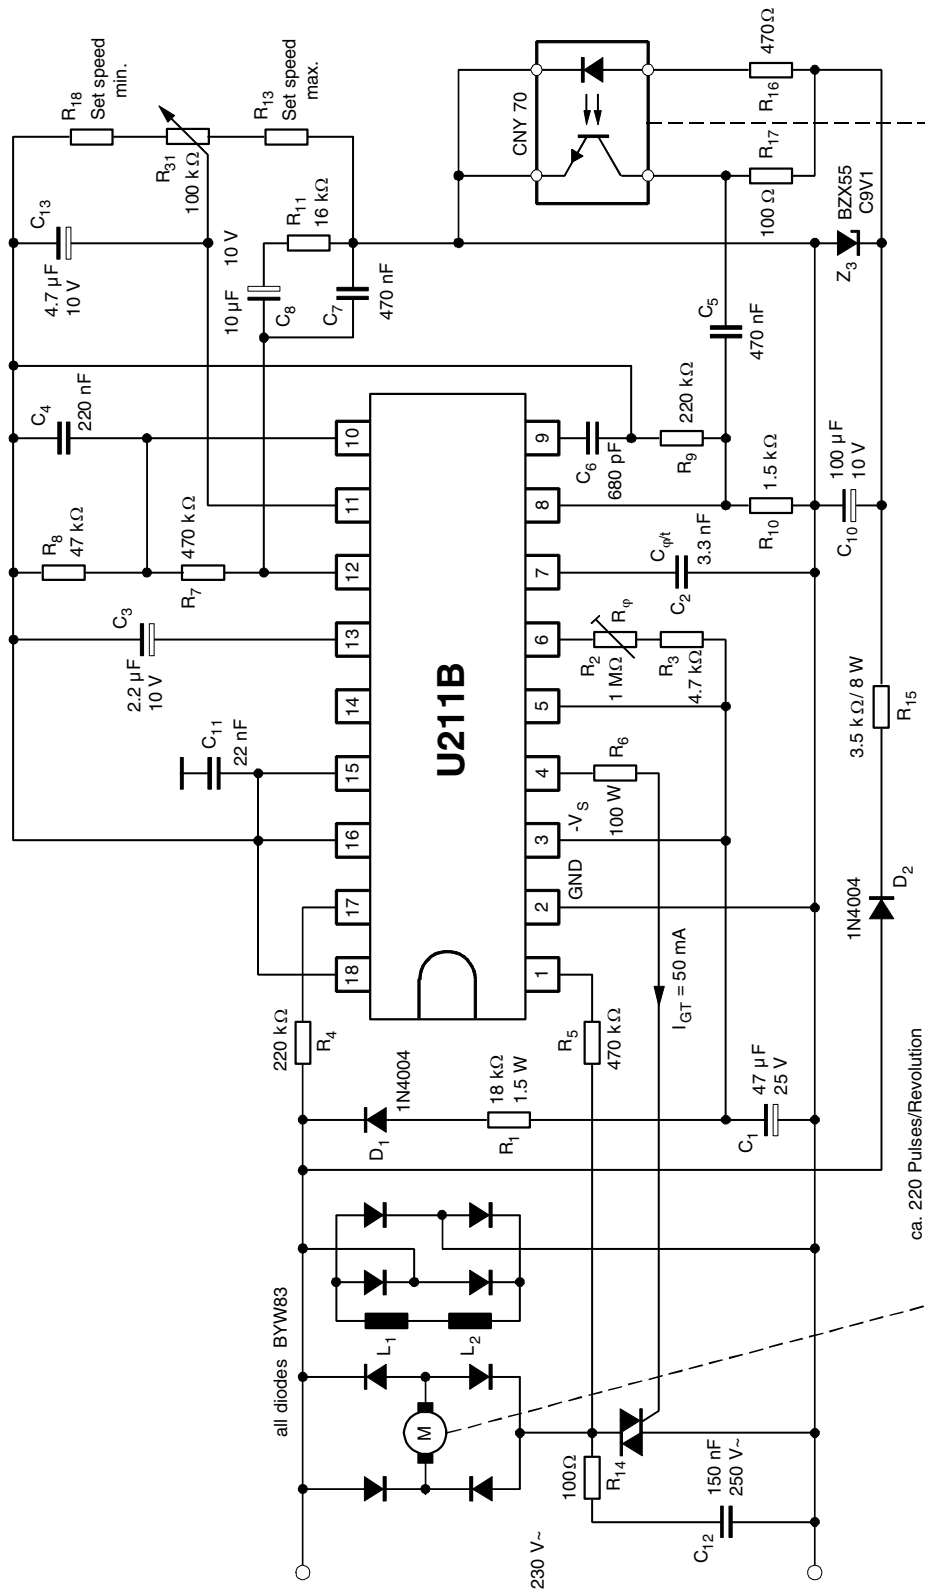 R18
Set speed
min.
R31
100 kΩ
R13
Set speed
max.
C13
4.7 µF
10 V
R11
16 kΩ
10 V
10 µF
C8
C7
470 nF
CNY 70
470Ω
R16
R17
100 Ω
BZX55
C9V1
Z3
C5
470 nF
C4
220 nF
R8
47 kΩ
470 kΩ
R7
C3
2.2 µF
10 V
C11
22 nF
10
11
12
13
14
15
16
17
18
U211B
9
8
7
6
5
4
3
2
1
C6
680 pF
220 kΩ
R9
1.5 kΩ
R10
100 µF
10 V
C10
Cφ/t
3.3 nF
C2
Rφ
R2
1 MΩ
R3
4.7 kΩ
R6
100 W
-VS
GND
3.5 kΩ/ 8 W
R15
1N4004
D2
IGT = 50 mA
220 kΩ
R4
R5
470 kΩ
1N4004
D1
18 kΩ
1.5 W
R1
47 µF
25 V
C1
ca. 220 Pulses/Revolution
all diodes BYW83
L1
L2
M
100Ω
R14
150 nF
250 V~
C12
230 V~